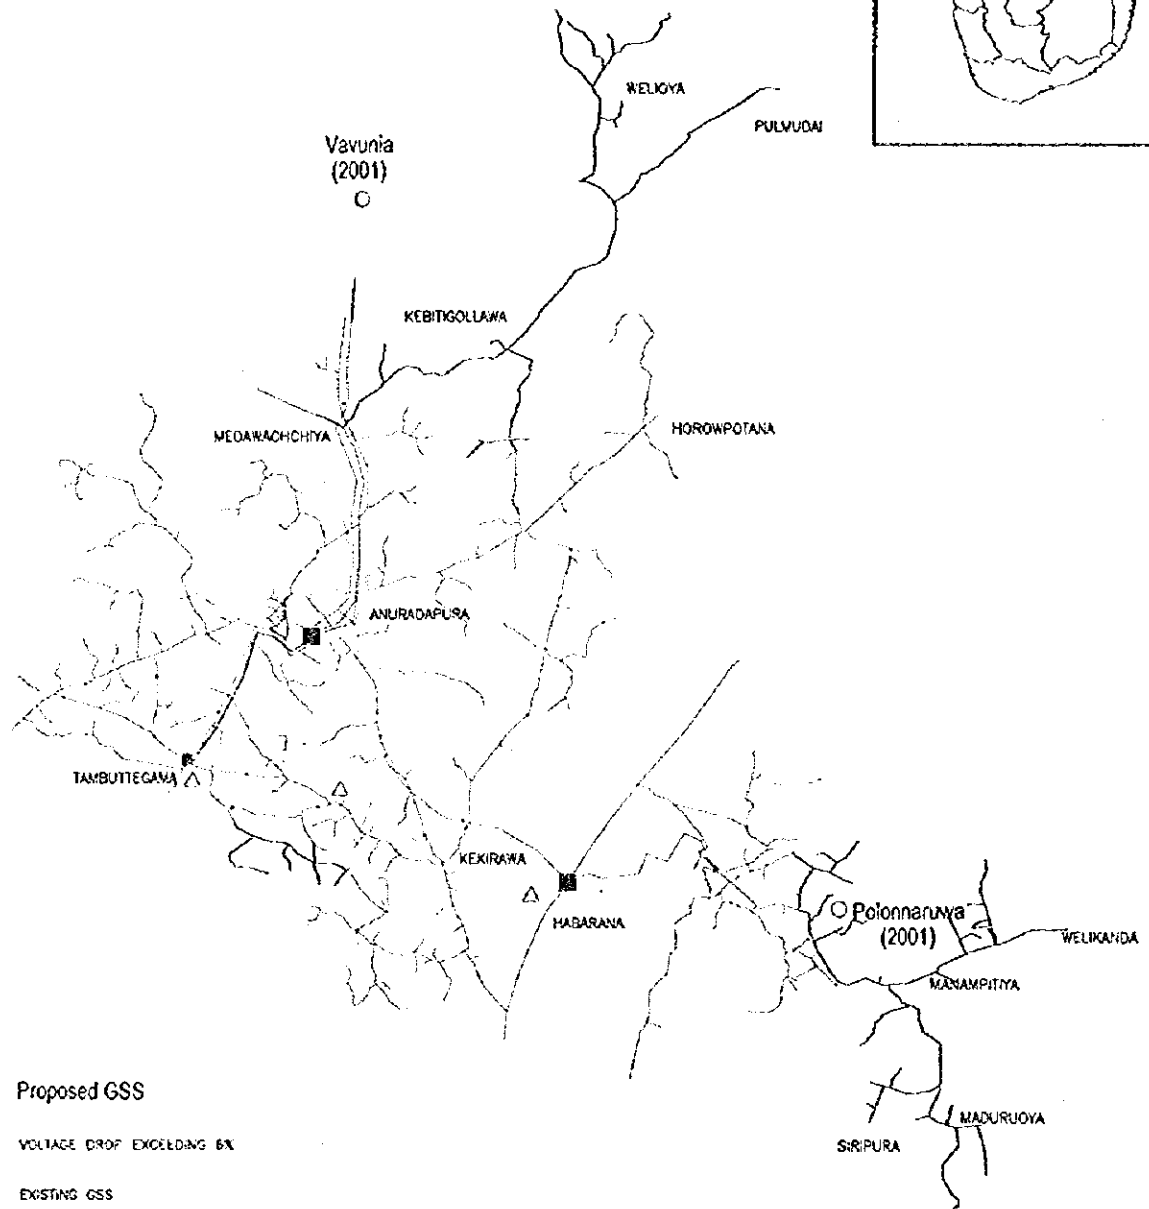 WELIOYA
PULMUDAI
Vavunia
(2001)
KEBITIGOLLAWA
MEDAWACHCHIYA
HOROWPOTANA
ANURADAPURA
TAMBUTTEGAMA
KEKIRAWA
HABARANA
Polonnaruwa
(2001)
WELIKANDA
MANAMPITIYA
Proposed GSS
MADURUOYA
VOLTAGE DROP EXCEEDING 6%
SIRIPURA
EXISTING GSS